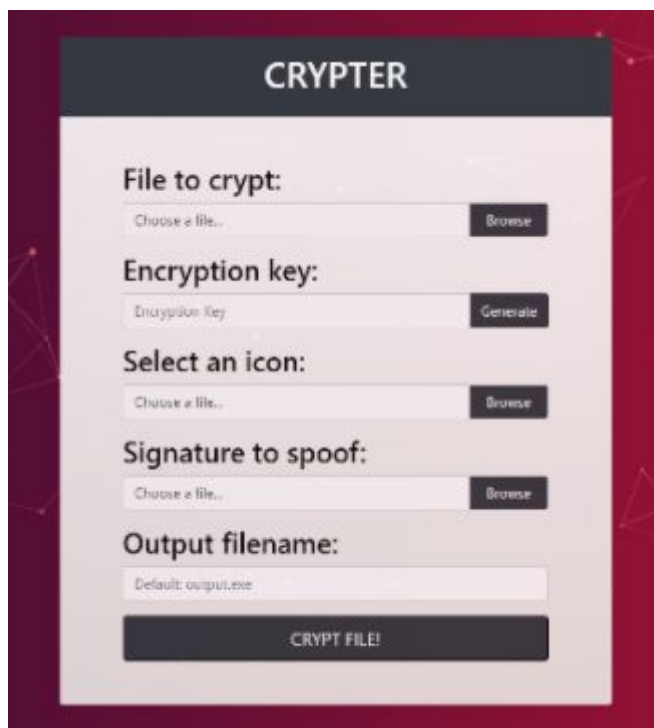 CRYPTER
File to crypt:
Choose a file...
Browse
Encryption key:
Encryption Key
Generate
Select an icon:
Choose a file...
Browse
Signature to spoof:
Choose a file...
Browse
Output filename:
Default: output.exe
CRYPT FILE!